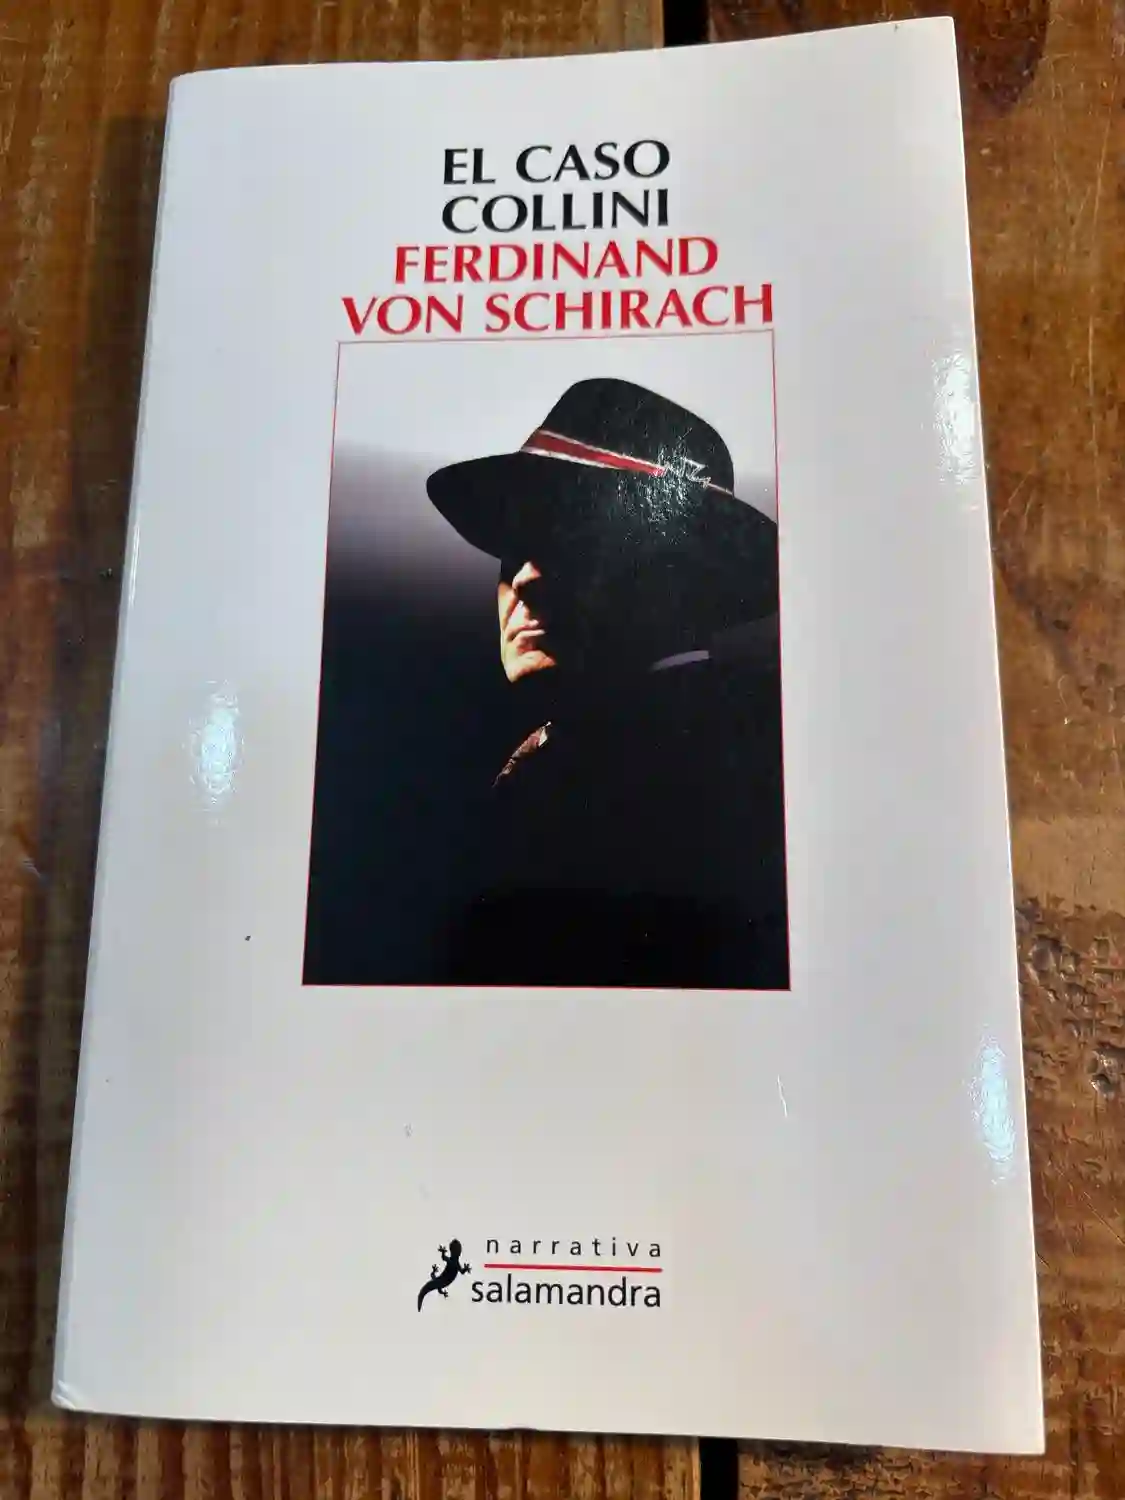 EL CASO
COLLINI
FERDINAND
VON SCHIRACH
narrativa
salamandra